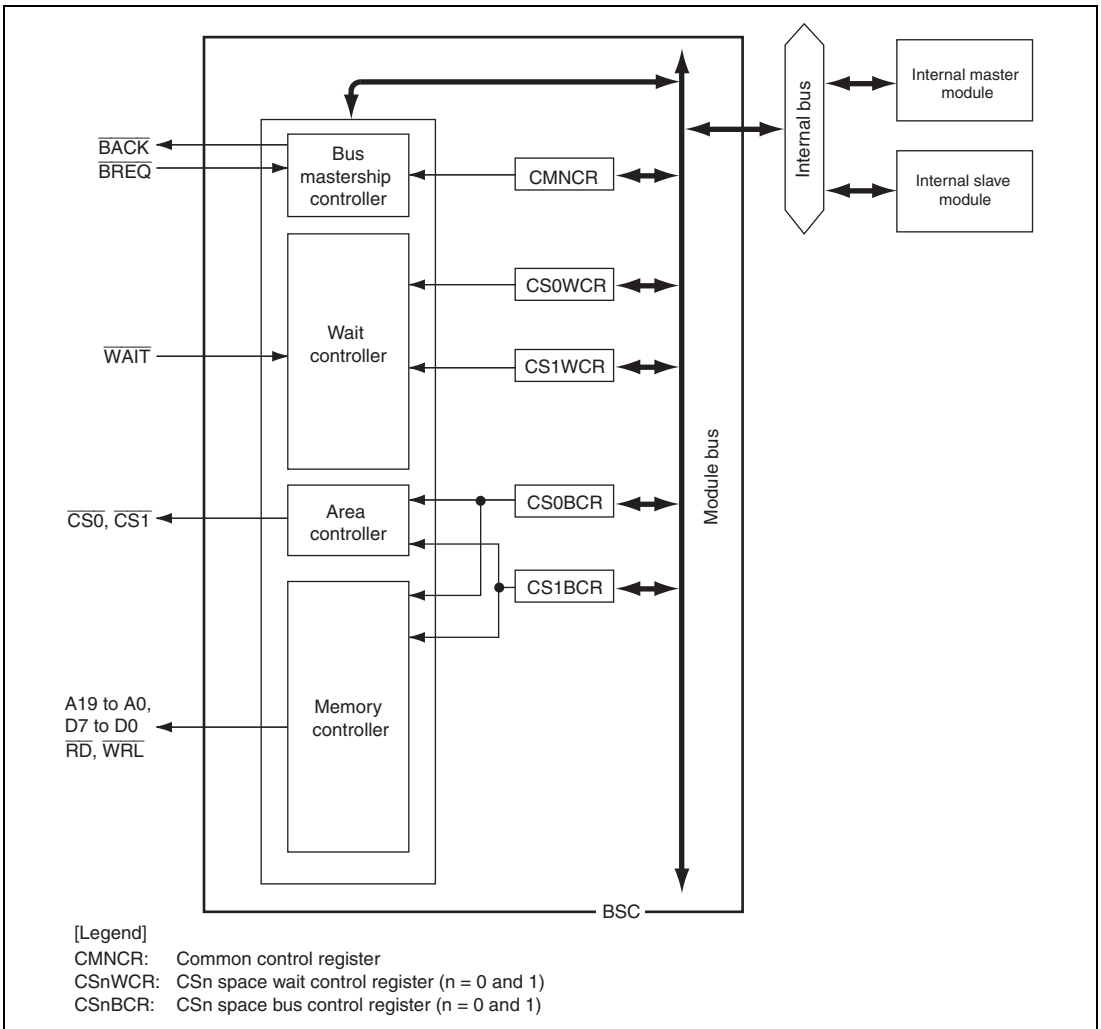 BACK
BREQ
Bus
mastership
controller
CMNCR
Internal bus
Internal master
module
Internal slave
module
CS0WCR
WAIT
Wait
controller
CS1WCR
Module bus
CS0, CS1
Area
controller
CS0BCR
CS1BCR
A19 to A0,
D7 to D0
RD, WRL
Memory
controller
BSC
[Legend]
CMNCR: Common control register
CSnWCR: CSn space wait control register (n = 0 and 1)
CSnBCR: CSn space bus control register (n = 0 and 1)